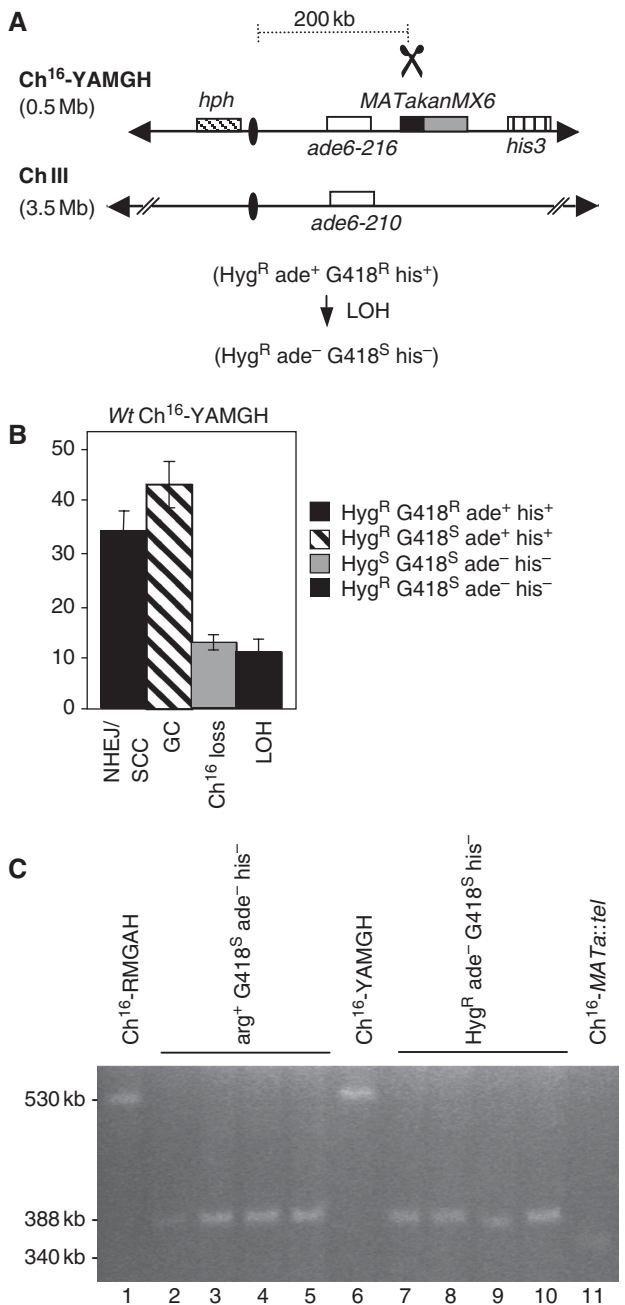 A
200 kb
Ch16-YAMGH
(0.5 Mb)
hph
MATakanMX6
ade6-216
his3
Ch III
(3.5 Mb)
ade6-210
(HygR ade+ G418R his+)
LOH
(HygR ade− G418S his−)
B
Wt Ch16-YAMGH
50
40
30
20
10
0
NHEJ/
SCC
GC
Ch16 loss
LOH
HygR G418R ade+ his+
HygR G418S ade+ his+
HygS G418S ade− his−
HygR G418S ade− his−
C
Ch16-RMGAH
arg+ G418S ade− his−
Ch16-YAMGH
HygR ade− G418S his−
Ch16-MATa::tel
530 kb
388 kb
340 kb
1 2 3 4 5 6 7 8 9 10 11